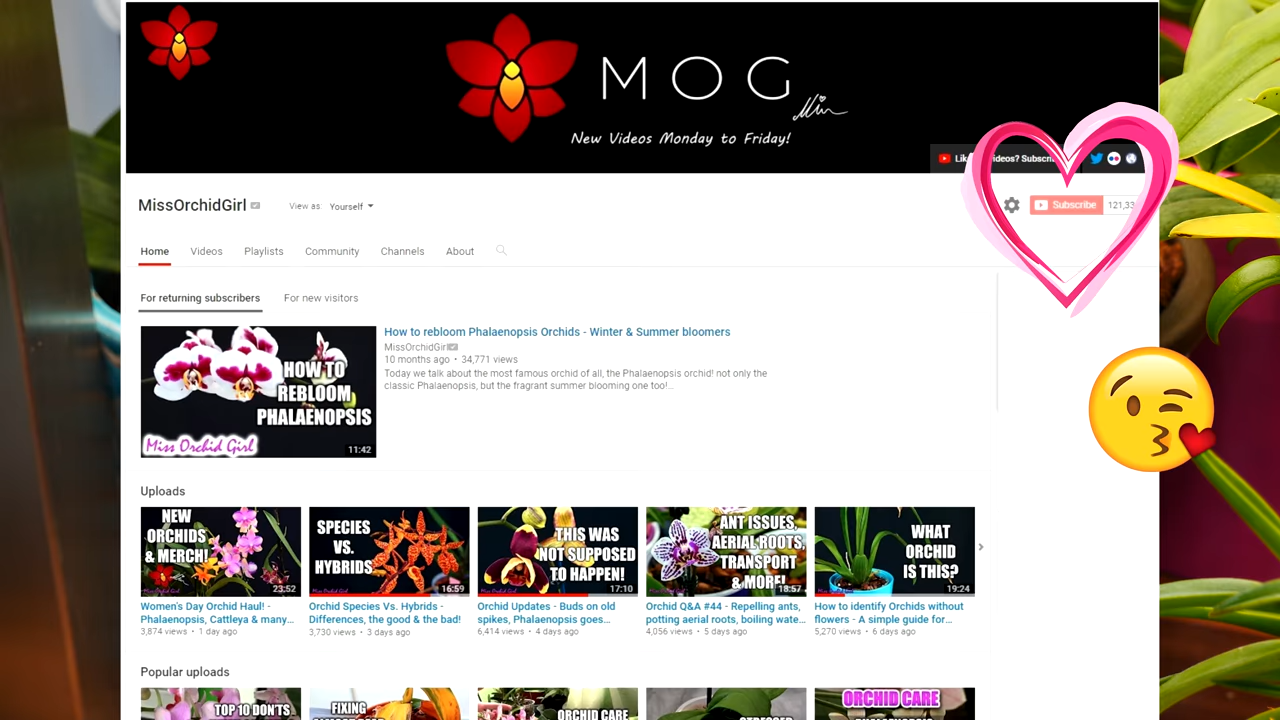 MOG
New Videos Monday to Friday!
MissOrchidGirl
View as: Yourself
Subscribe
Home Videos Playlists Community Channels About
For returning subscribers For new visitors
HOW TO
REBLOOM
PHALAENOPSIS
Miss Orchid Girl
11:42
How to rebloom Phalaenopsis Orchids - Winter & Summer bloomers
MissOrchidGirl
10 months ago • 34,771 views
Today we talk about the most famous orchid of all, the Phalaenopsis orchid! not only the
classic Phalaenopsis, but the fragrant summer blooming one too!...
Uploads
NEW
ORCHIDS
& MERCH!
23:52
Women's Day Orchid Haul! -
Phalaenopsis, Cattleya & many...
3,874 views • 1 day ago
SPECIES
VS.
HYBRIDS
16:59
Orchid Species Vs. Hybrids -
Differences, the good & the bad!
3,730 views • 3 days ago
THIS WAS
NOT SUPPOSED
TO HAPPEN!
17:10
Orchid Updates - Buds on old
spikes, Phalaenopsis goes...
6,414 views • 4 days ago
ANT ISSUES,
AERIAL ROOTS,
TRANSPORT
& MORE!
18:57
Orchid Q&A #44 - Repelling ants,
potting aerial roots, boiling wate...
4,056 views • 5 days ago
WHAT
ORCHID
IS THIS?
19:24
How to identify Orchids without
flowers - A simple guide for...
5,270 views • 6 days ago
Popular uploads
TOP 10 DON'TS
FIXING
ORCHID CARE
STRESSED
ORCHID CARE